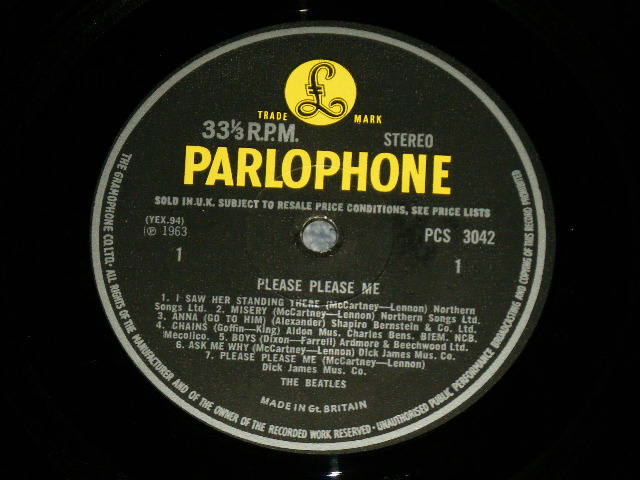 £
TRADE MARK
33⅓ R.P.M. STEREO
PARLOPHONE
SOLD IN U.K. SUBJECT TO RESALE PRICE CONDITIONS, SEE PRICE LISTS
(YEX.94)
℗ 1963
PCS 3042
1
1
PLEASE PLEASE ME
1. I SAW HER STANDING THERE (McCartney—Lennon) Northern
Songs Ltd. 2. MISERY (McCartney—Lennon) Northern Songs Ltd.
3. ANNA (GO TO HIM) (Alexander) Shapiro Bernstein & Co. Ltd.
4. CHAINS (Goffin—King) Aldon Mus. Charles Bens. BIEM. NCB.
Mecolico. 5. BOYS (Dixon—Farrell) Ardmore & Beechwood Ltd.
6. ASK ME WHY (McCartney—Lennon) Dick James Mus. Co.
7. PLEASE PLEASE ME (McCartney—Lennon)
Dick James Mus. Co.
THE BEATLES
MADE IN Gt. BRITAIN
THE GRAMOPHONE CO. LTD. · ALL RIGHTS OF THE MANUFACTURER AND OF THE OWNER OF THE RECORDED WORK RESERVED · UNAUTHORISED PUBLIC PERFORMANCE BROADCASTING AND COPYING OF THIS RECORD PROHIBITED